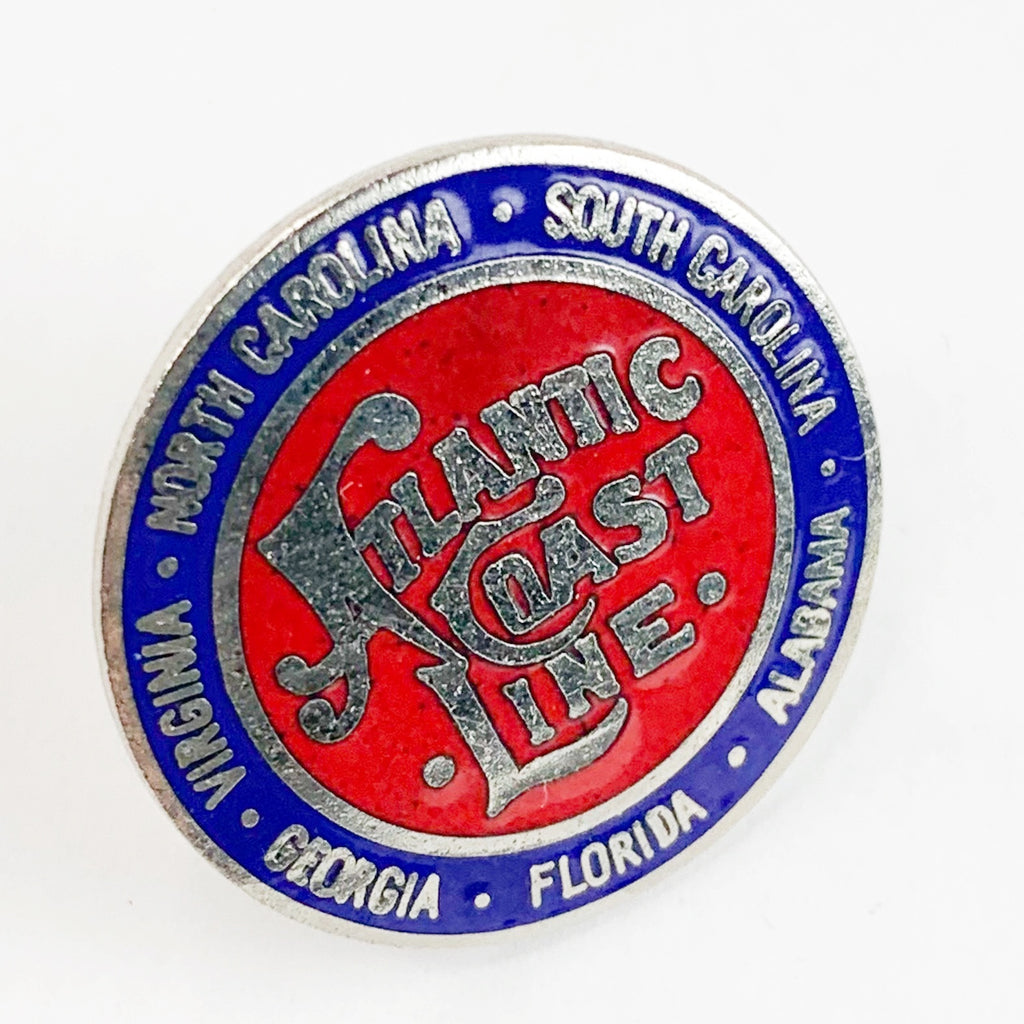 ATLANTIC
COAST
LINE
VIRGINIA • NORTH CAROLINA • SOUTH CAROLINA • ALABAMA • FLORIDA • GEORGIA •